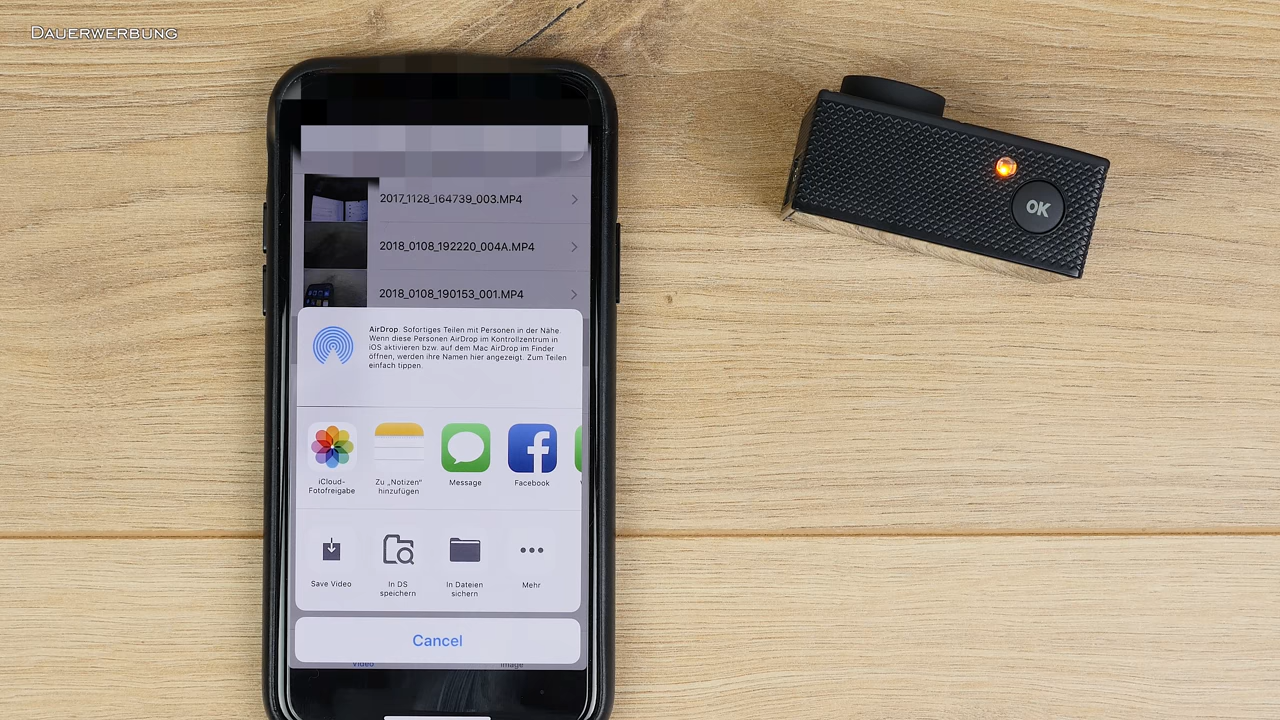 Dauerwerbung
2017_1128_164739_003.MP4
2018_0108_192220_004A.MP4
2018_0108_190153_001.MP4
OK
AirDrop. Sofortiges Teilen mit Personen in der Nähe.
Wenn diese Personen AirDrop im Kontrollzentrum in
iOS aktivieren bzw. auf dem Mac AirDrop im Finder
öffnen, werden ihre Namen hier angezeigt. Zum Teilen
einfach tippen.
iCloud-
Fotofreigabe
Zu „Notizen"
hinzufügen
Message
Facebook
Save Video
In DS
speichern
In Dateien
sichern
Mehr
Cancel
Video
Image